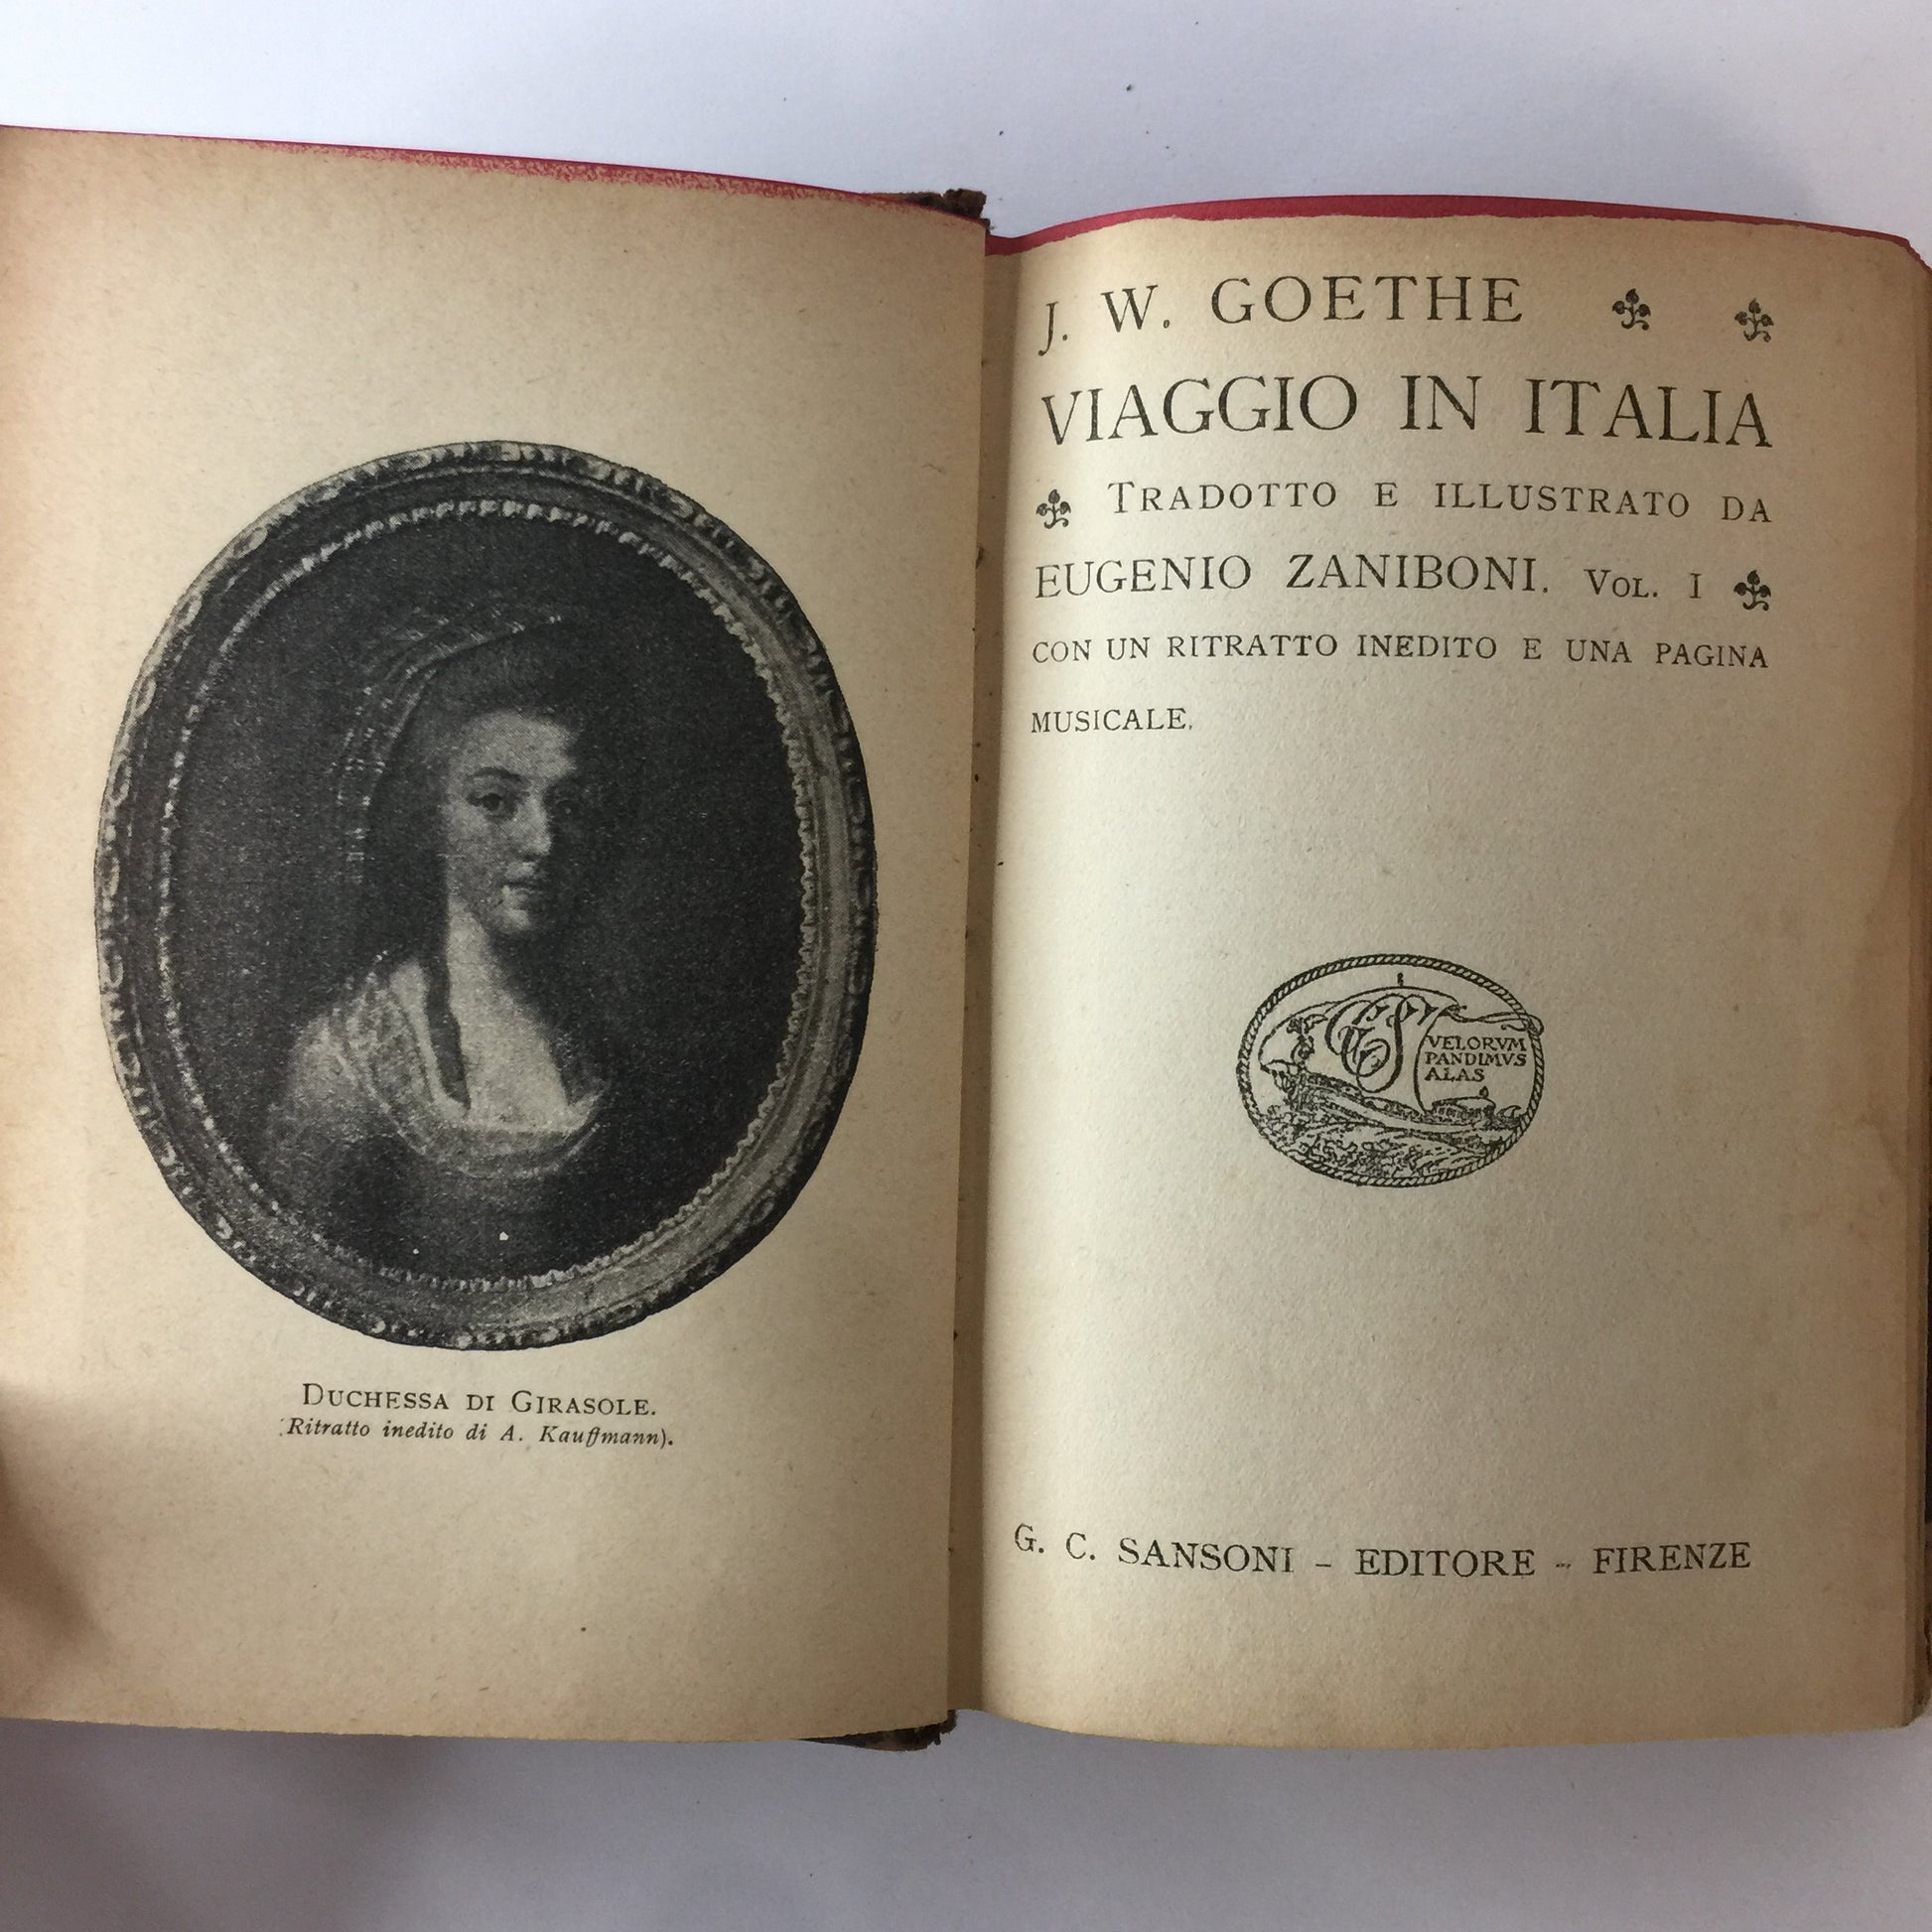 DUCHESSA DI GIRASOLE.
(Ritratto inedito di A. Kauffmann).
J. W. GOETHE
VIAGGIO IN ITALIA
TRADOTTO E ILLUSTRATO DA
EUGENIO ZANIBONI. VOL. I
CON UN RITRATTO INEDITO E UNA PAGINA
MUSICALE.
GCS
VELORVM
PANDIMVS
ALAS
G. C. SANSONI - EDITORE - FIRENZE